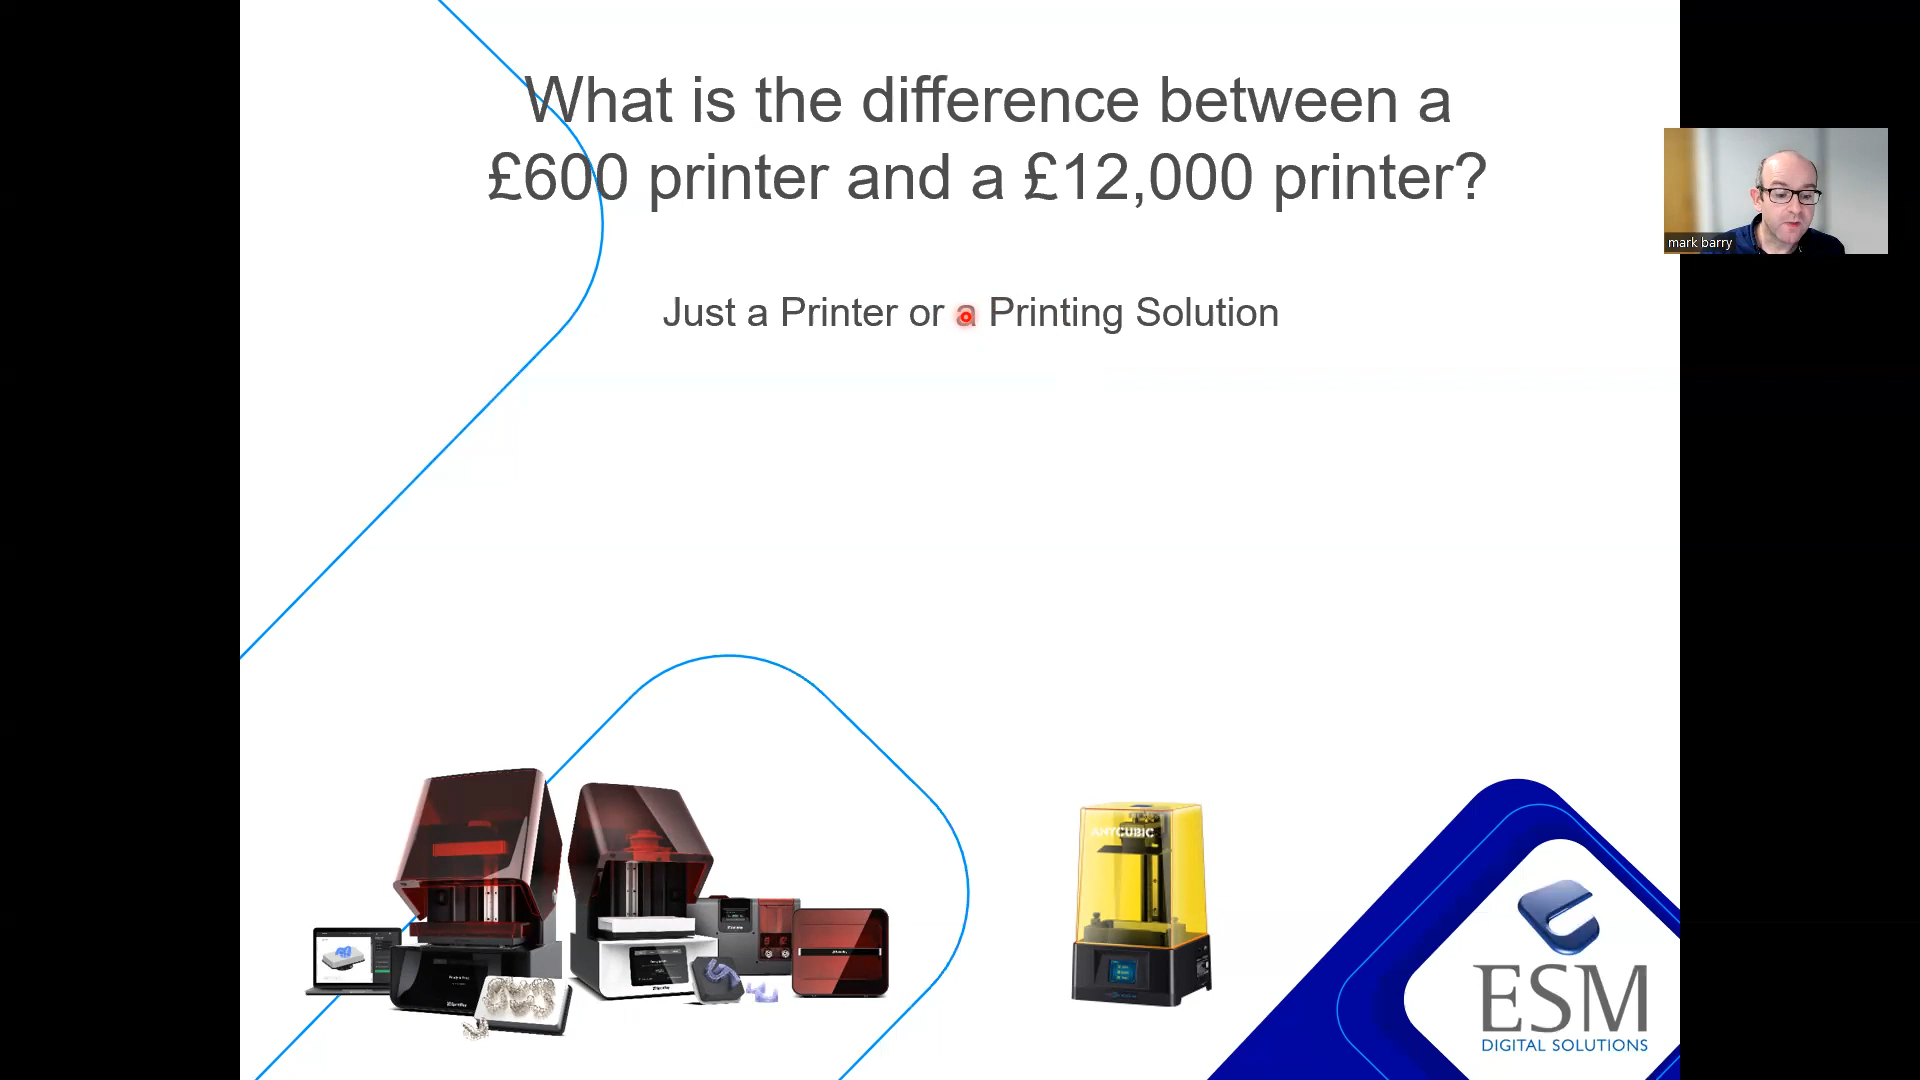 What is the difference between a
£600 printer and a £12,000 printer?
mark barry
Just a Printer or a Printing Solution
ANYCUBIC
ESM
DIGITAL SOLUTIONS